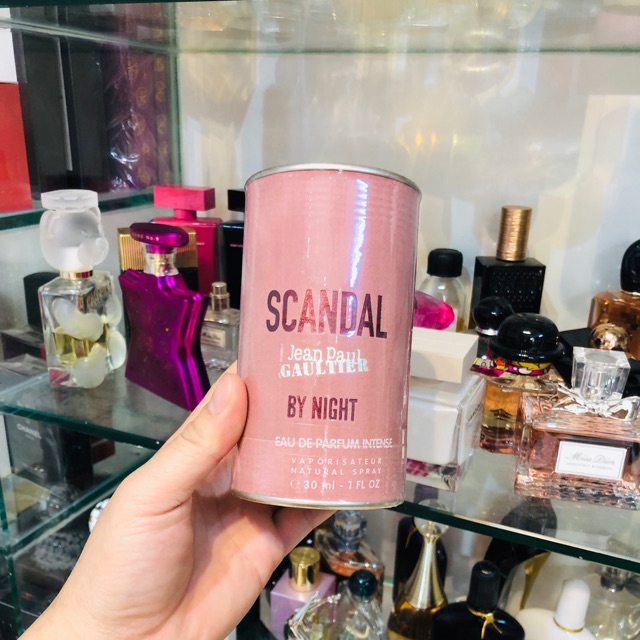 SCANDAL
Jean Paul
GAULTIER
BY NIGHT
EAU DE PARFUM INTENSE
VAPORISATEUR
NATURAL SPRAY
℮ 30 ml - 1 FL OZ
Miss Dior
CHANEL